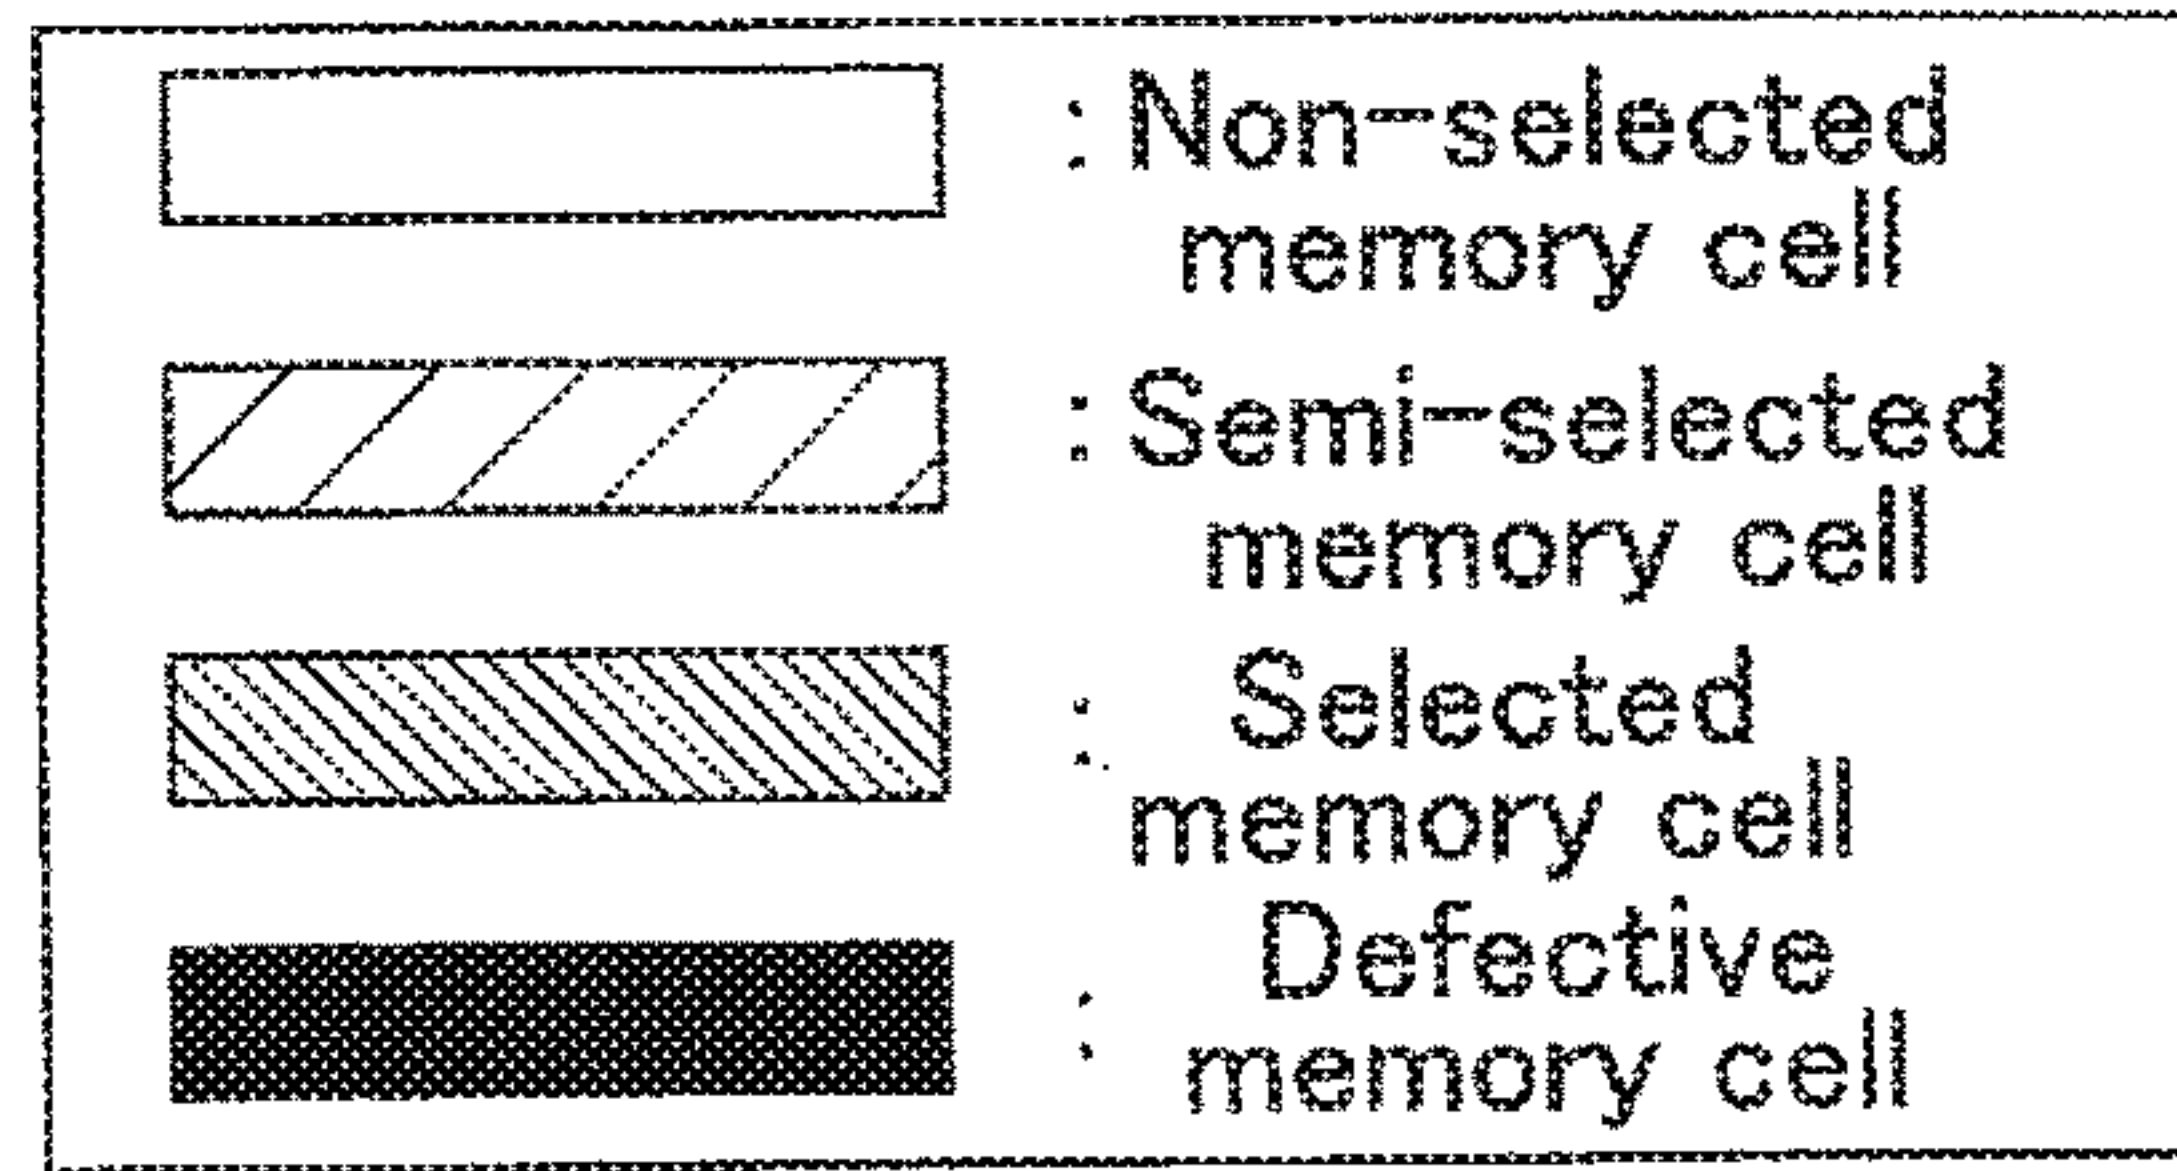 : Non-selected
memory cell
: Semi-selected
memory cell
: Selected
memory cell
: Defective
memory cell